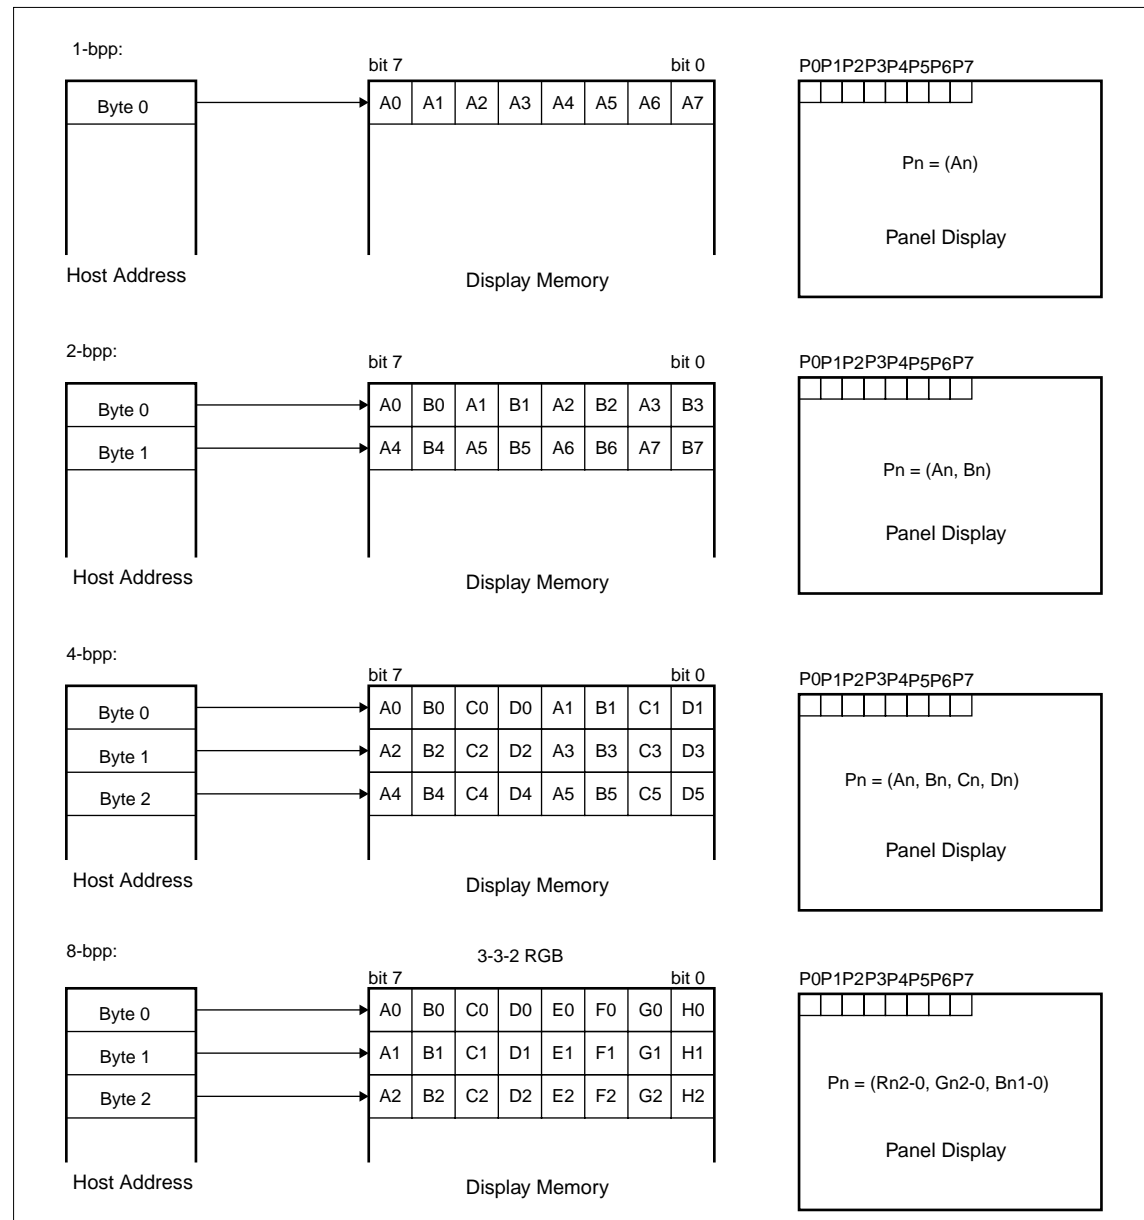 1-bpp:
bit 7 bit 0
P0P1P2P3P4P5P6P7
Byte 0
A0 A1 A2 A3 A4 A5 A6 A7
Pn = (An)
Panel Display
Host Address
Display Memory
2-bpp:
bit 7 bit 0
P0P1P2P3P4P5P6P7
Byte 0
A0 B0 A1 B1 A2 B2 A3 B3
Byte 1
A4 B4 A5 B5 A6 B6 A7 B7
Pn = (An, Bn)
Panel Display
Host Address
Display Memory
4-bpp:
bit 7 bit 0
P0P1P2P3P4P5P6P7
Byte 0
A0 B0 C0 D0 A1 B1 C1 D1
Byte 1
A2 B2 C2 D2 A3 B3 C3 D3
Byte 2
A4 B4 C4 D4 A5 B5 C5 D5
Pn = (An, Bn, Cn, Dn)
Panel Display
Host Address
Display Memory
8-bpp:
3-3-2 RGB
bit 7 bit 0
P0P1P2P3P4P5P6P7
Byte 0
A0 B0 C0 D0 E0 F0 G0 H0
Byte 1
A1 B1 C1 D1 E1 F1 G1 H1
Byte 2
A2 B2 C2 D2 E2 F2 G2 H2
Pn = (Rn2-0, Gn2-0, Bn1-0)
Panel Display
Host Address
Display Memory